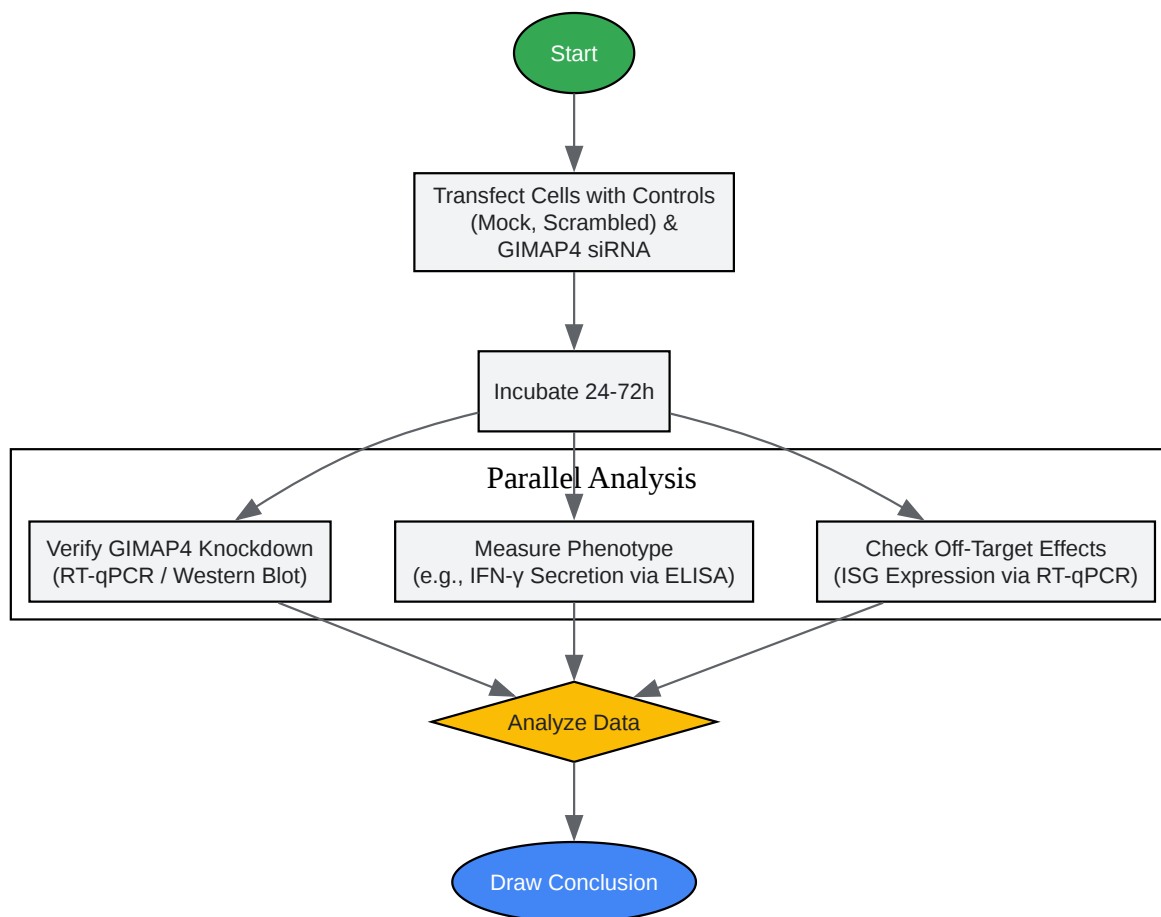 Start
Transfect Cells with Controls
(Mock, Scrambled) &
GIMAP4 siRNA
Incubate 24-72h
Parallel Analysis
Verify GIMAP4 Knockdown
(RT-qPCR / Western Blot)
Measure Phenotype
(e.g., IFN-γ Secretion via ELISA)
Check Off-Target Effects
(ISG Expression via RT-qPCR)
Analyze Data
Draw Conclusion